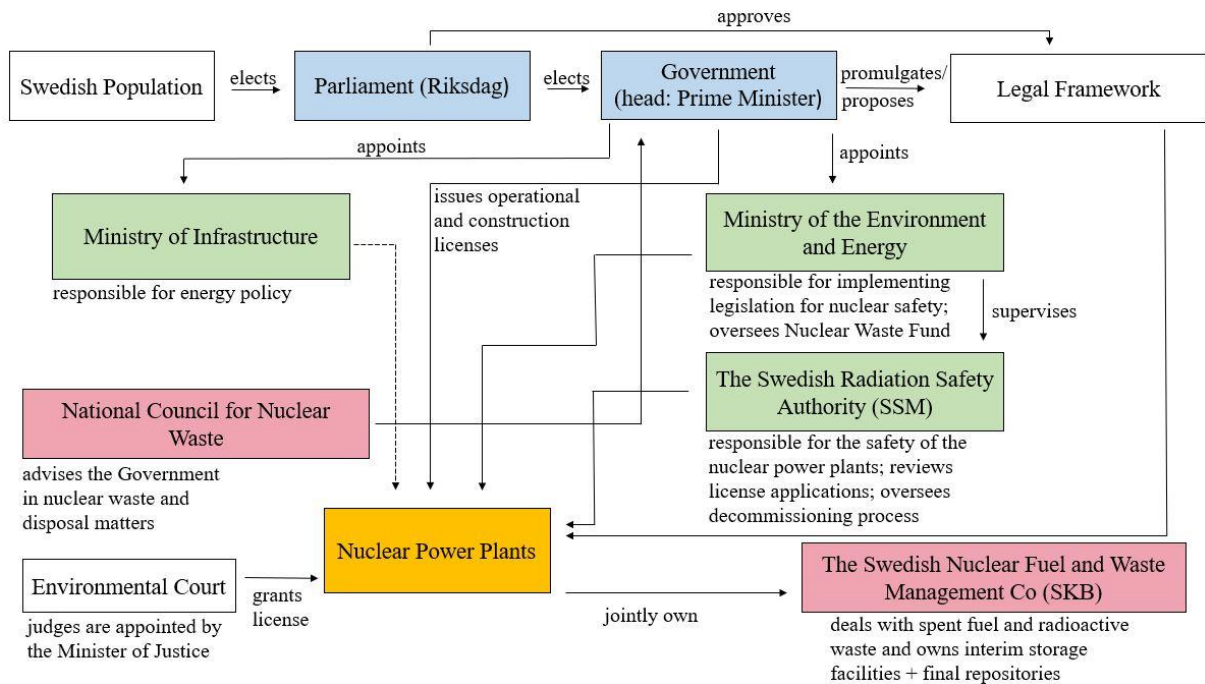 approves
Swedish Population
elects
Parliament (Riksdag)
elects
Government
(head: Prime Minister)
promulgates/
proposes
Legal Framework
appoints
appoints
issues operational
and construction
licenses
Ministry of Infrastructure
responsible for energy policy
Ministry of the Environment
and Energy
responsible for implementing
legislation for nuclear safety;
oversees Nuclear Waste Fund
supervises
The Swedish Radiation Safety
Authority (SSM)
responsible for the safety of the
nuclear power plants; reviews
license applications; oversees
decommissioning process
National Council for Nuclear
Waste
advises the Government
in nuclear waste and
disposal matters
Nuclear Power Plants
Environmental Court
grants
license
judges are appointed by
the Minister of Justice
jointly own
The Swedish Nuclear Fuel and Waste
Management Co (SKB)
deals with spent fuel and radioactive
waste and owns interim storage
facilities + final repositories